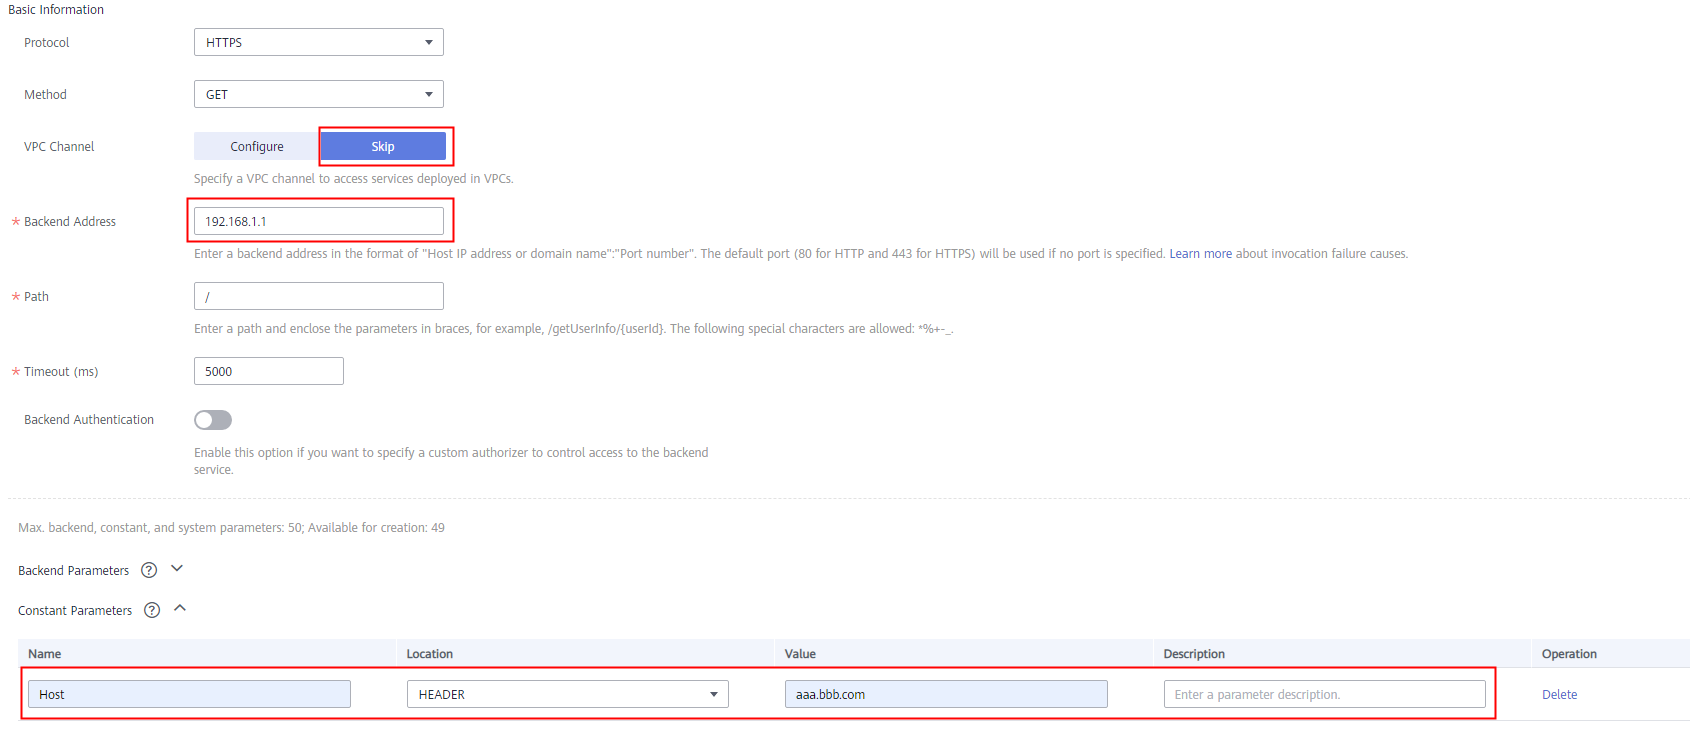 Basic Information
Protocol
HTTPS
Method
GET
VPC Channel
Configure
Skip
Specify a VPC channel to access services deployed in VPCs.
* Backend Address
192.168.1.1
Enter a backend address in the format of "Host IP address or domain name":"Port number". The default port (80 for HTTP and 443 for HTTPS) will be used if no port is specified. Learn more about invocation failure causes.
* Path
/
Enter a path and enclose the parameters in braces, for example, /getUserInfo/{userId}. The following special characters are allowed: *%+-_.
* Timeout (ms)
5000
Backend Authentication
Enable this option if you want to specify a custom authorizer to control access to the backend
service.
Max. backend, constant, and system parameters: 50; Available for creation: 49
Backend Parameters ?
Constant Parameters ?
Name Location Value Description Operation
Host HEADER aaa.bbb.com Enter a parameter description. Delete